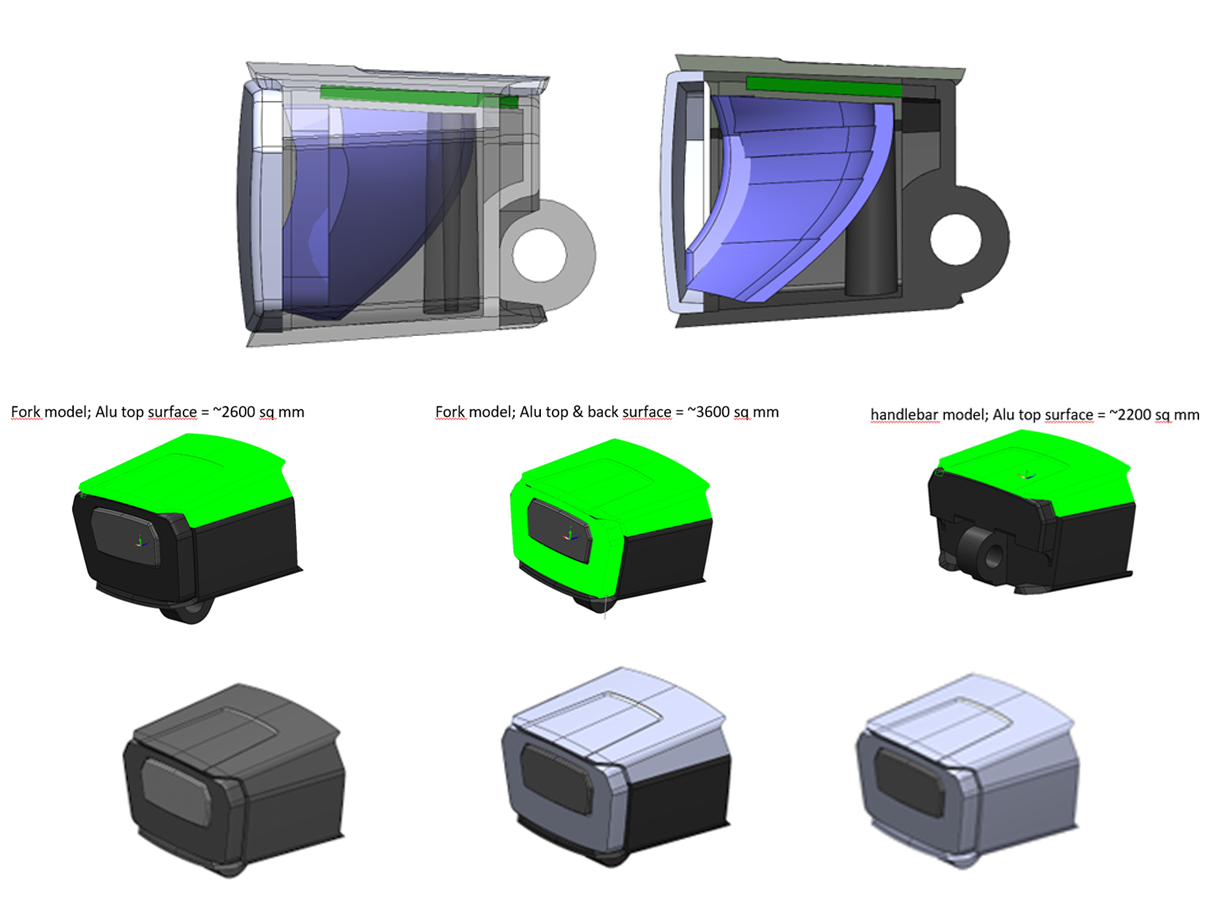 Fork model; Alu top surface = ~2600 sq mm
Fork model; Alu top & back surface = ~3600 sq mm
handlebar model; Alu top surface = ~2200 sq mm